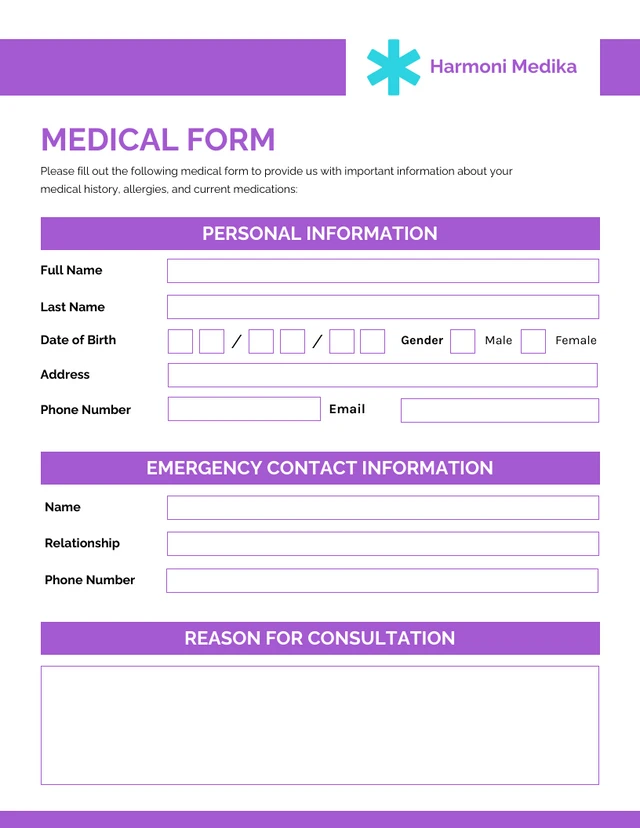 Harmoni Medika
MEDICAL FORM
Please fill out the following medical form to provide us with important information about your
medical history, allergies, and current medications:
PERSONAL INFORMATION
Full Name
Last Name
Date of Birth / / Gender Male Female
Address
Phone Number Email
EMERGENCY CONTACT INFORMATION
Name
Relationship
Phone Number
REASON FOR CONSULTATION